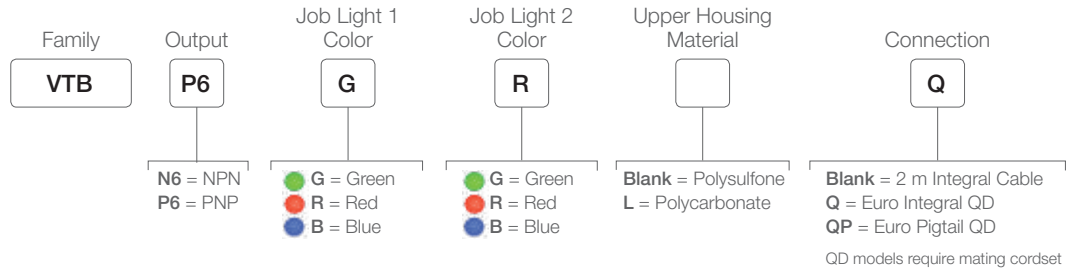 Family
Output
Job Light 1
Color
Job Light 2
Color
Upper Housing
Material
Connection
VTB
P6
G
R
Q
N6 = NPN
P6 = PNP
G = Green
R = Red
B = Blue
G = Green
R = Red
B = Blue
Blank = Polysulfone
L = Polycarbonate
Blank = 2 m Integral Cable
Q = Euro Integral QD
QP = Euro Pigtail QD
QD models require mating cordset